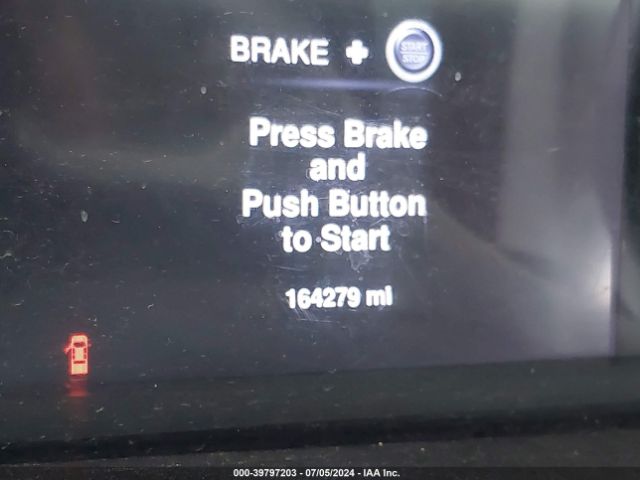 BRAKE + START STOP
Press Brake
and
Push Button
to Start
164279 mi
000-39797203 - 07/05/2024 - IAA Inc.